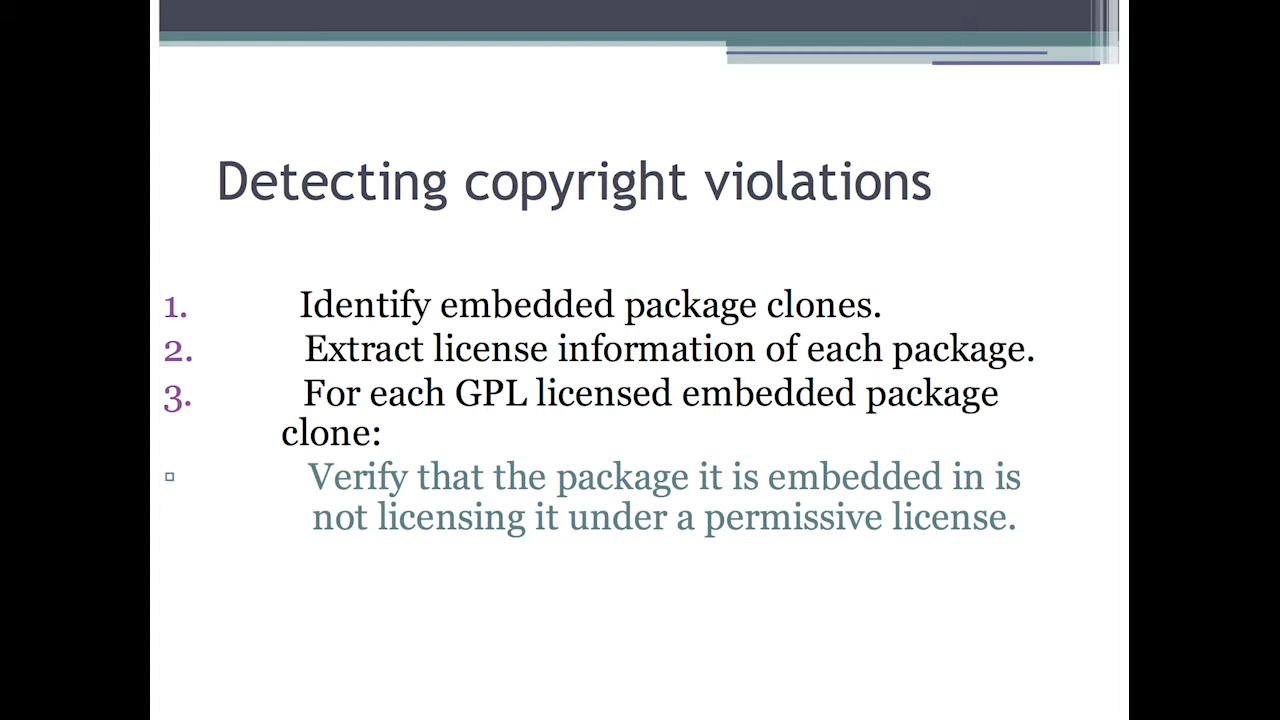 Detecting copyright violations
1. Identify embedded package clones.
2. Extract license information of each package.
3. For each GPL licensed embedded package
clone:
▫ Verify that the package it is embedded in is
not licensing it under a permissive license.